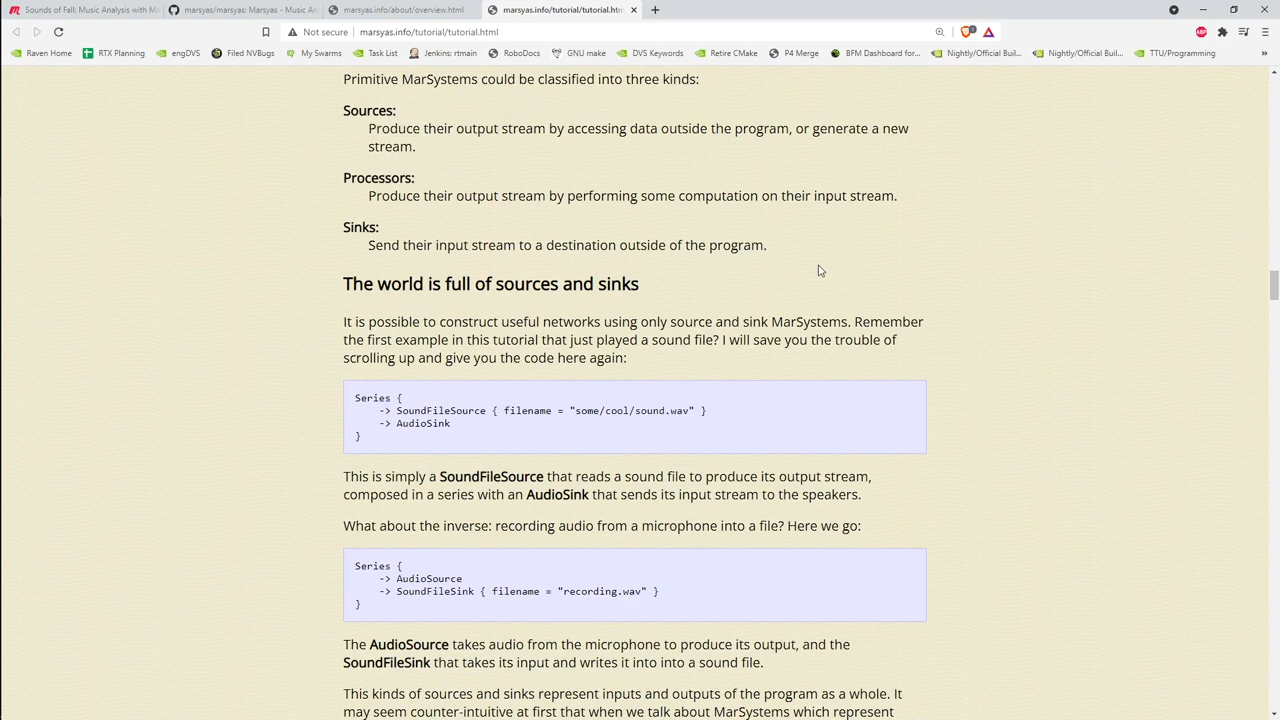 Sounds of Fall: Music Analysis with M
marsyas/marsyas: Marsyas - Music An
marsyas.info/about/overview.html
marsyas.info/tutorial/tutorial.htm
Not secure | marsyas.info/tutorial/tutorial.html
Raven Home RTX Planning engDVS Filed NVBugs My Swarms Task List Jenkins: rtmain RoboDocs GNU make DVS Keywords Retire CMake P4 Merge BFM Dashboard for... Nightly/Official Buil... Nightly/Official Buil... TTU/Programming
Primitive MarSystems could be classified into three kinds:
Sources:
Produce their output stream by accessing data outside the program, or generate a new
stream.
Processors:
Produce their output stream by performing some computation on their input stream.
Sinks:
Send their input stream to a destination outside of the program.
The world is full of sources and sinks
It is possible to construct useful networks using only source and sink MarSystems. Remember
the first example in this tutorial that just played a sound file? I will save you the trouble of
scrolling up and give you the code here again:
Series {
-> SoundFileSource { filename = "some/cool/sound.wav" }
-> AudioSink
}
This is simply a SoundFileSource that reads a sound file to produce its output stream,
composed in a series with an AudioSink that sends its input stream to the speakers.
What about the inverse: recording audio from a microphone into a file? Here we go:
Series {
-> AudioSource
-> SoundFileSink { filename = "recording.wav" }
}
The AudioSource takes audio from the microphone to produce its output, and the
SoundFileSink that takes its input and writes it into into a sound file.
This kinds of sources and sinks represent inputs and outputs of the program as a whole. It
may seem counter-intuitive at first that when we talk about MarSystems which represent